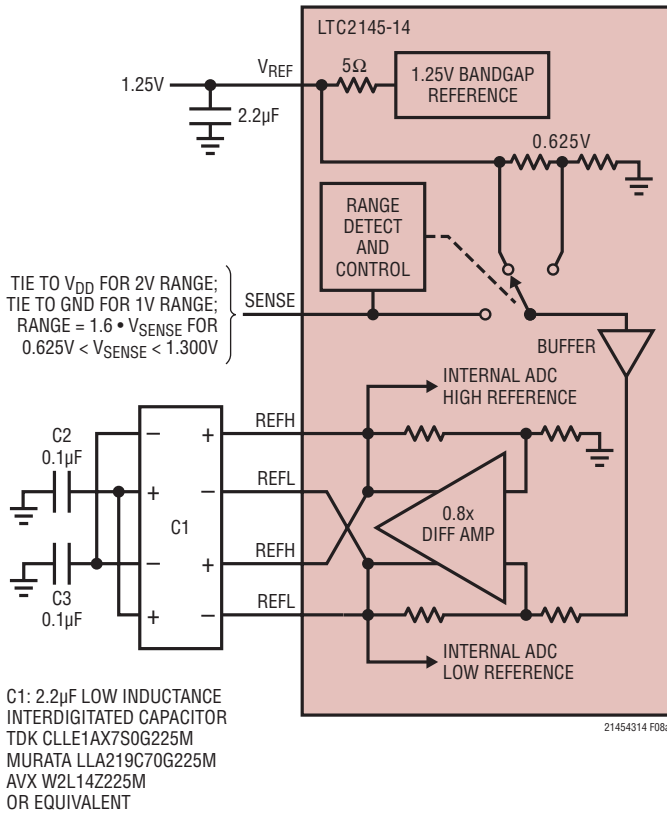 LTC2145-14
VREF
5Ω
1.25V
1.25V BANDGAP
REFERENCE
2.2µF
0.625V
RANGE
DETECT
AND
CONTROL
TIE TO VDD FOR 2V RANGE;
TIE TO GND FOR 1V RANGE;
RANGE = 1.6 • VSENSE FOR
0.625V < VSENSE < 1.300V
SENSE
BUFFER
INTERNAL ADC
HIGH REFERENCE
C2
0.1µF
C3
0.1µF
– +
+ –
– +
+ –
C1
REFH
REFL
REFH
REFL
0.8x
DIFF AMP
INTERNAL ADC
LOW REFERENCE
C1: 2.2µF LOW INDUCTANCE
INTERDIGITATED CAPACITOR
TDK CLLE1AX7S0G225M
MURATA LLA219C70G225M
AVX W2L14Z225M
OR EQUIVALENT
21454314 F08a